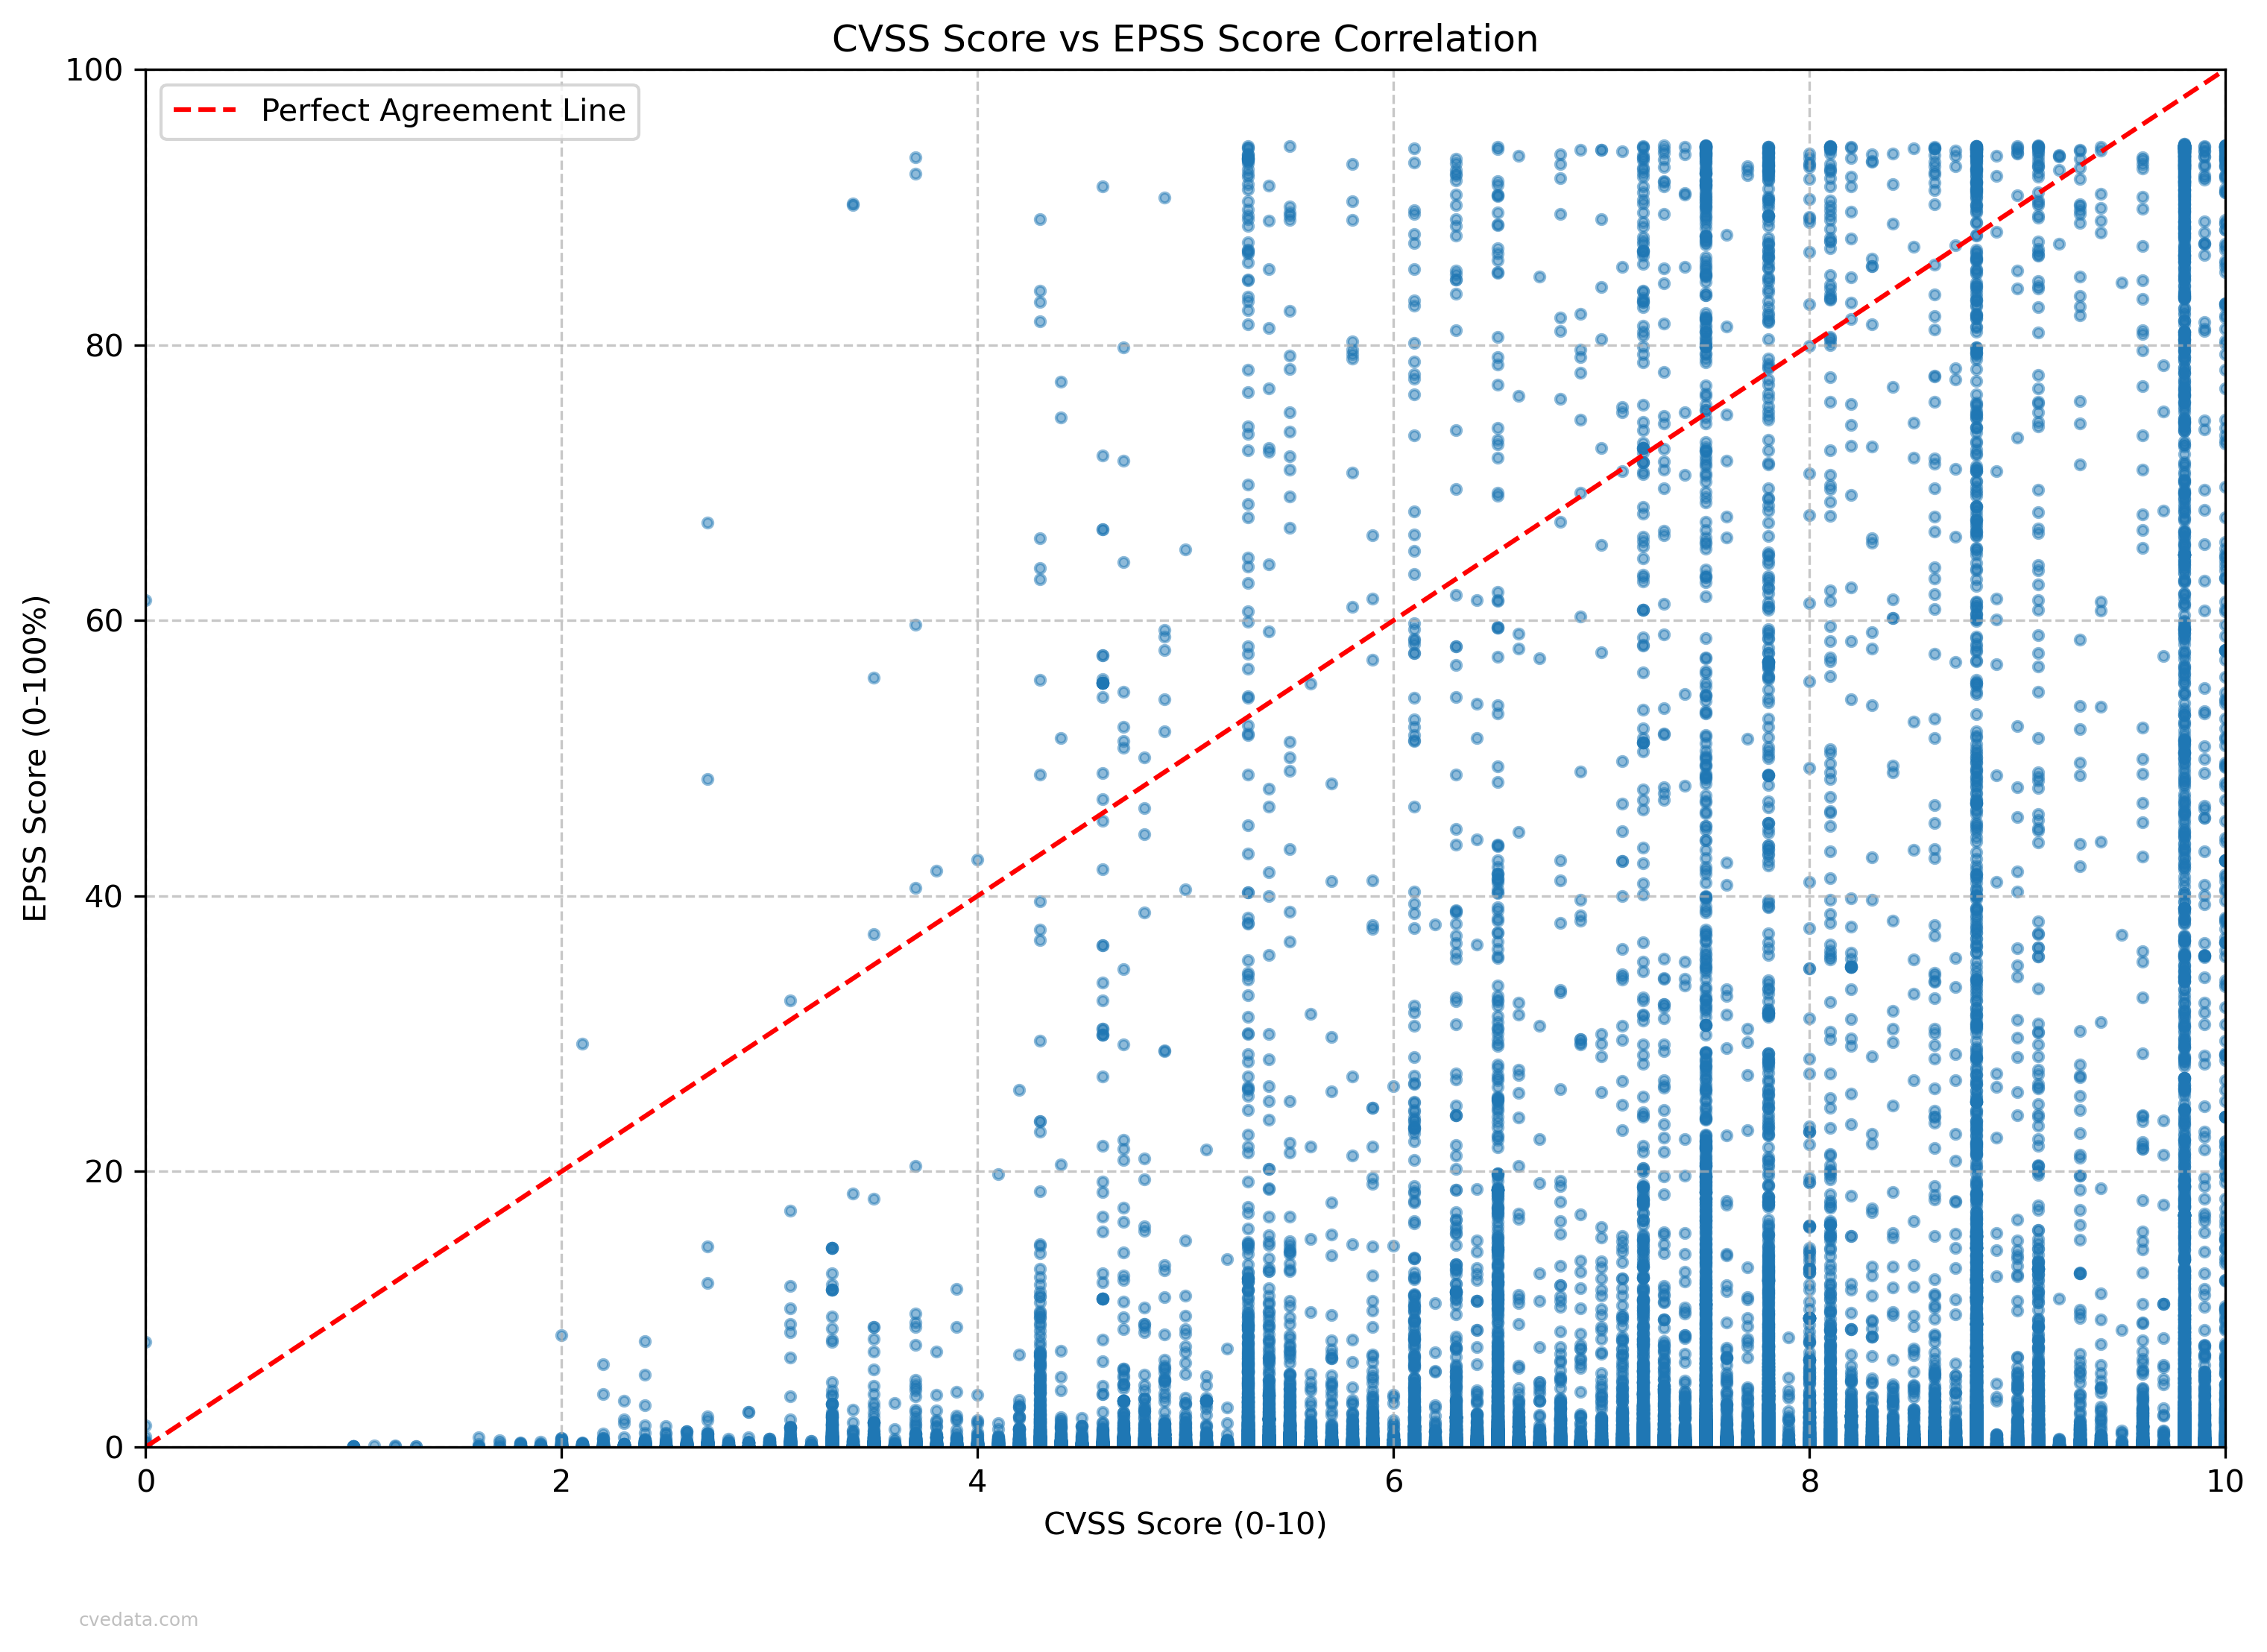 CVSS Score vs EPSS Score Correlation
Perfect Agreement Line
EPSS Score (0-100%)
100
80
60
40
20
0
0 2 4 6 8 10
CVSS Score (0-10)
cvedata.com